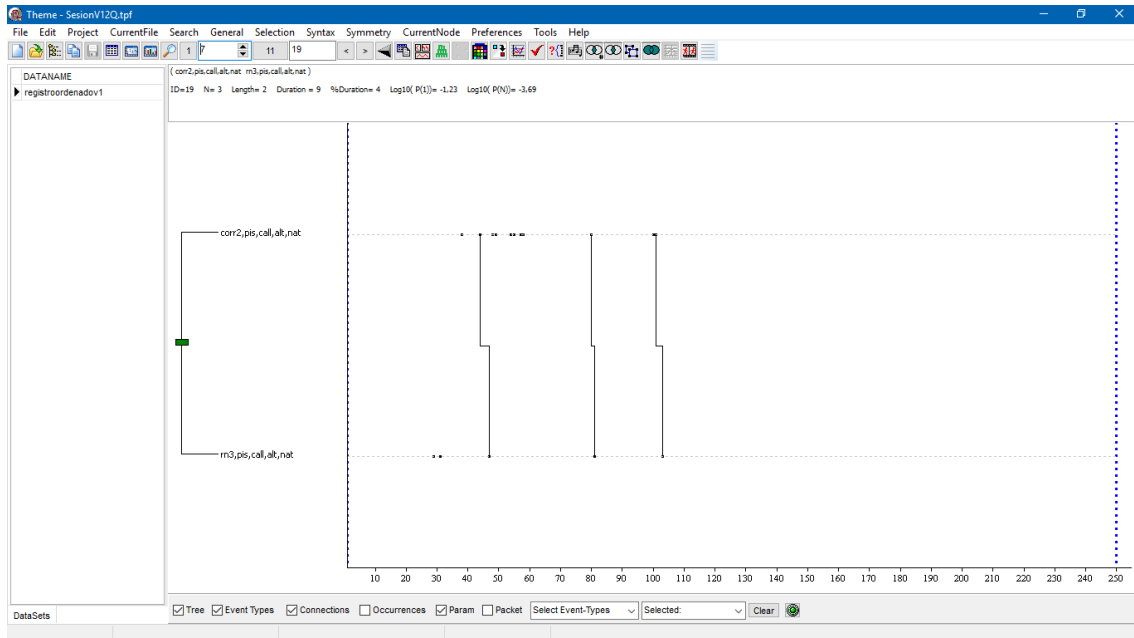 Theme - SesionV12Q.tpf
File Edit Project CurrentFile Search General Selection Syntax Symmetry CurrentNode Preferences Tools Help
1 7 11 19 < >
DATANAME
registroordenadov1
( corr2,pis,call,alt,nat rn3,pis,call,alt,nat )
ID=19 N= 3 Length= 2 Duration = 9 %Duration= 4 Log10( P(1))= -1,23 Log10( P(N))= -3,69
corr2,pis,call,alt,nat
rn3,pis,call,alt,nat
10 20 30 40 50 60 70 80 90 100 110 120 130 140 150 160 170 180 190 200 210 220 230 240 250
DataSets
Tree Event Types Connections Occurrences Param Packet Select Event-Types Selected: Clear